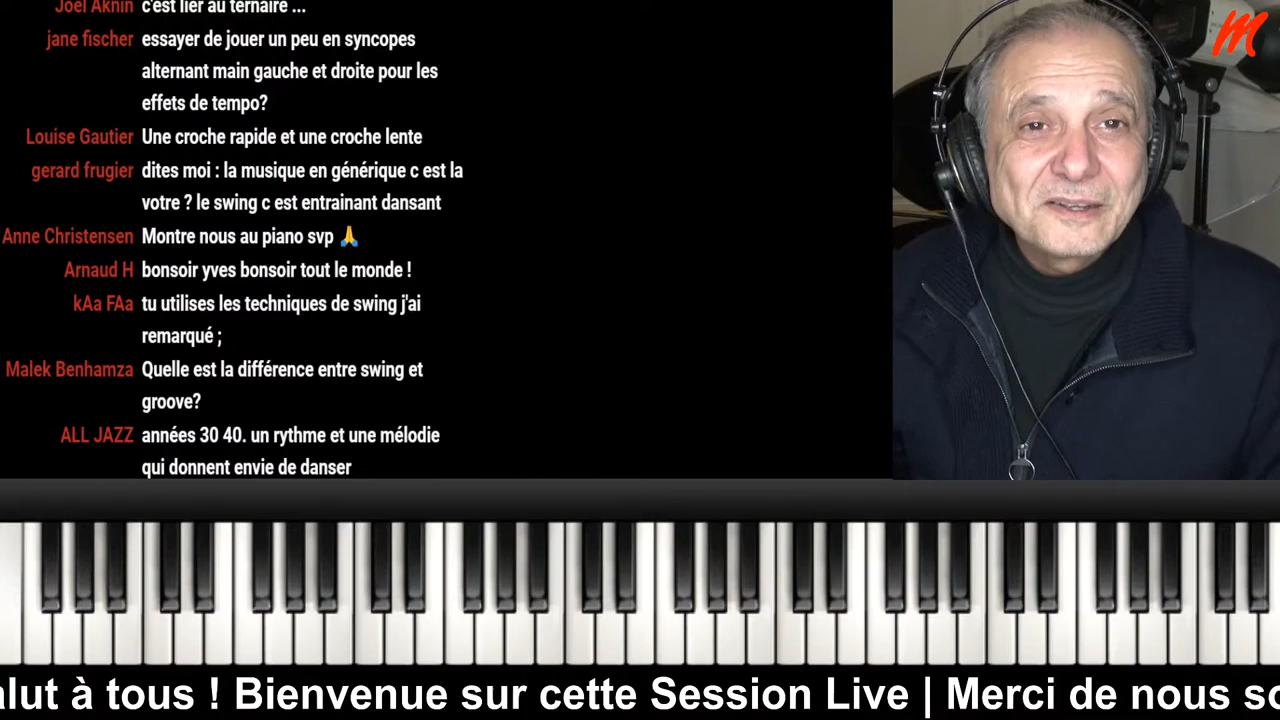 Joel Aknin c'est lier au ternaire ...
jane fischer essayer de jouer un peu en syncopes
alternant main gauche et droite pour les
effets de tempo?
Louise Gautier Une croche rapide et une croche lente
gerard frugier dites moi : la musique en générique c est la
votre ? le swing c est entrainant dansant
Anne Christensen Montre nous au piano svp 🙏
Arnaud H bonsoir yves bonsoir tout le monde !
kAa FAa tu utilises les techniques de swing j'ai
remarqué ;
Malek Benhamza Quelle est la différence entre swing et
groove?
ALL JAZZ années 30 40. un rythme et une mélodie
qui donnent envie de danser
M
alut à tous ! Bienvenue sur cette Session Live | Merci de nous so